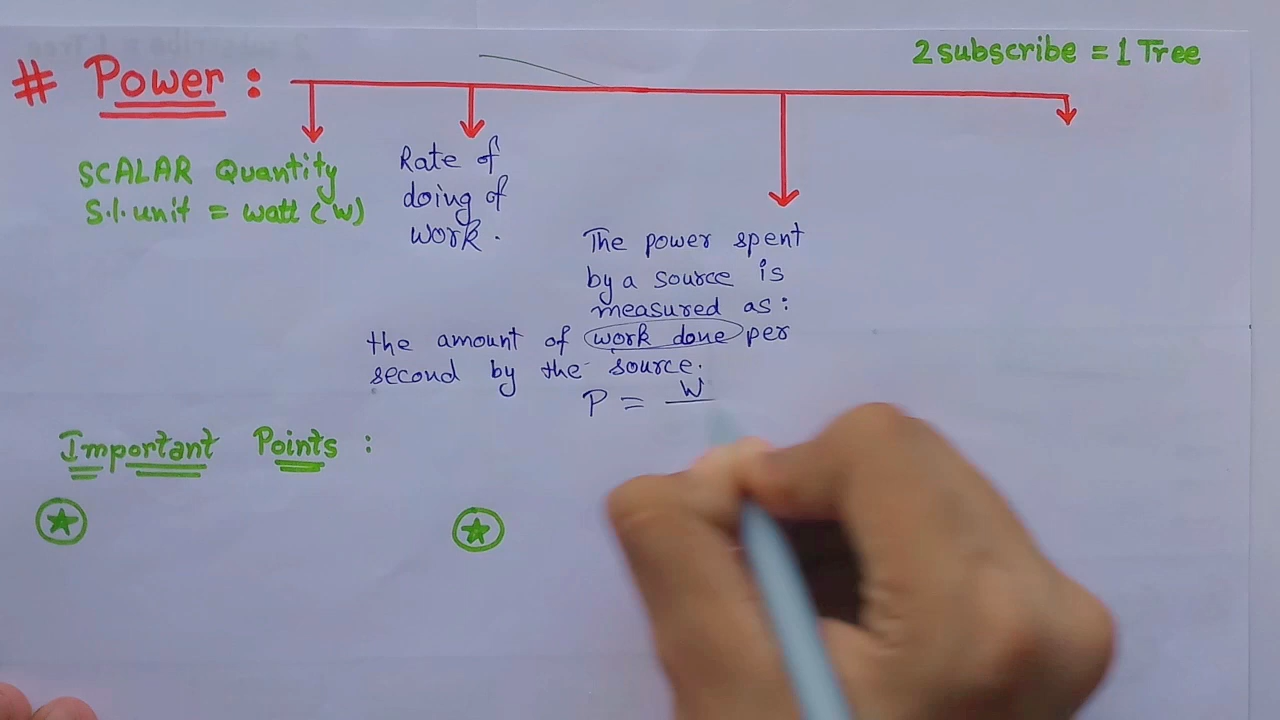 2 subscribe = 1 Tree
# Power :
SCALAR Quantity
S.I. unit = watt (W)
Rate of
doing of
work.
The power spent
by a source is
measured as:
the amount of work done per
second by the source.
P = W
Important Points :